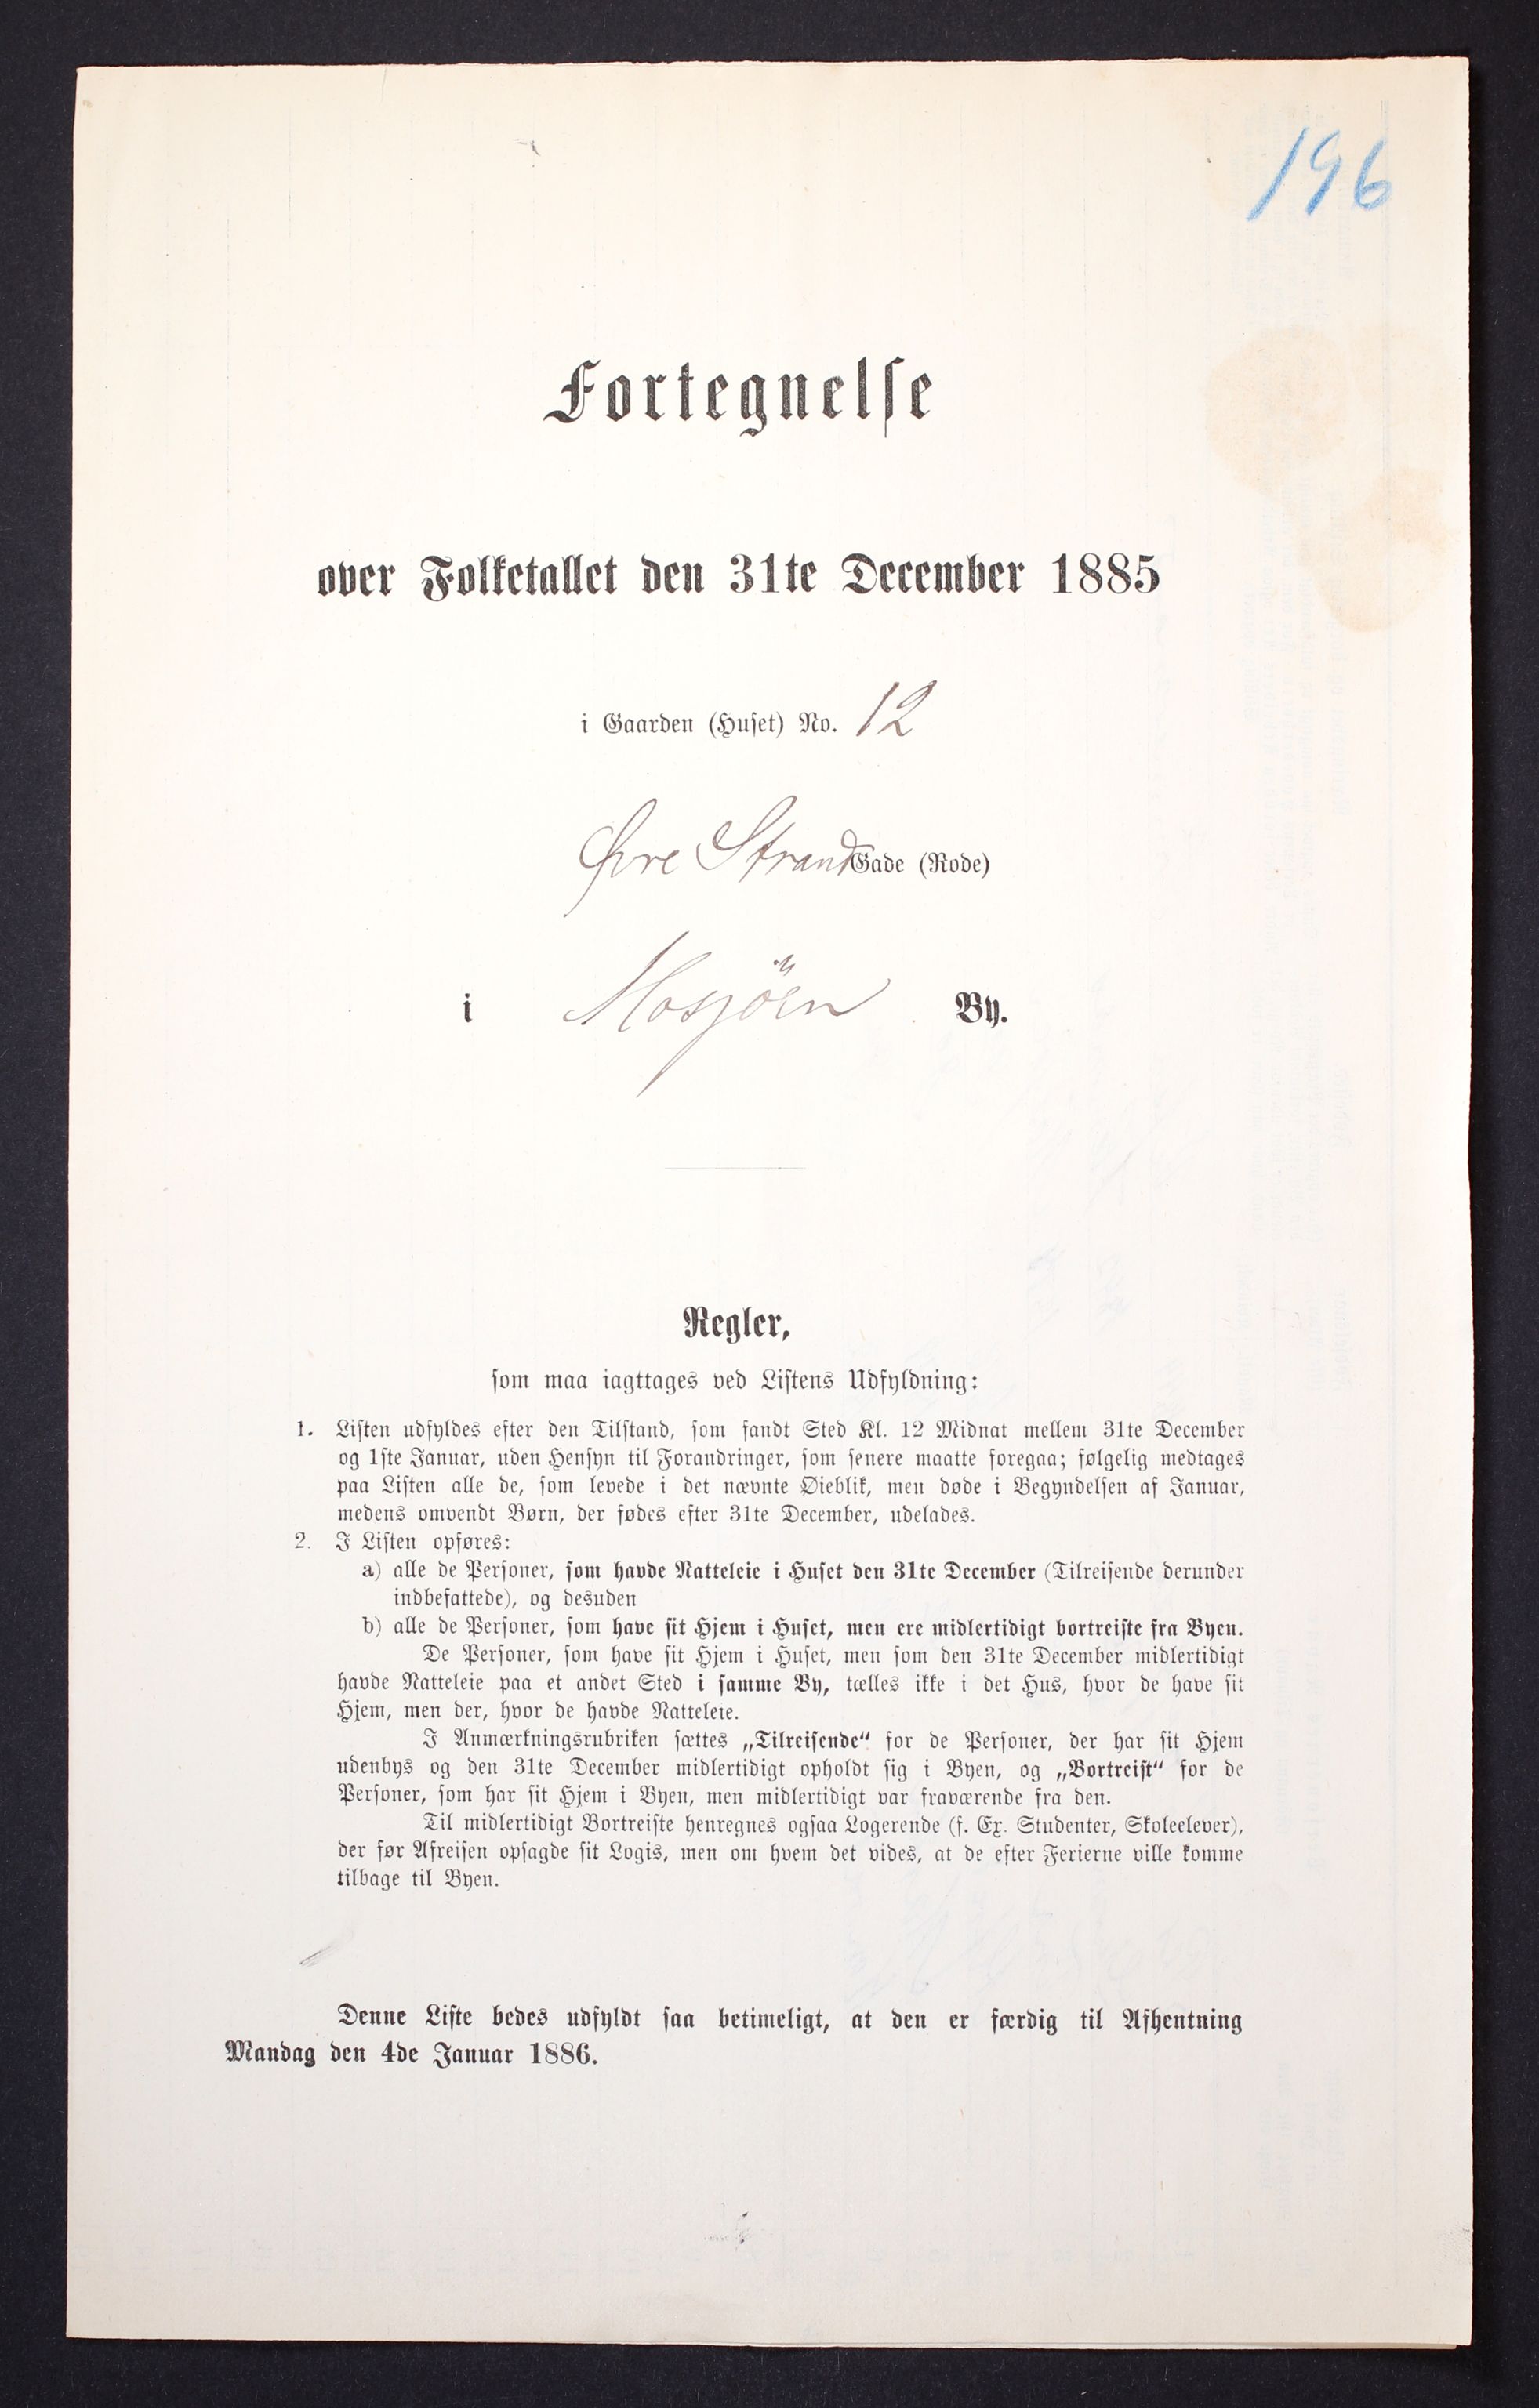 196
Fortegnelse
over Folketallet den 31te December 1885
i Gaarden (Huset) No. 12
Øvre Strand Gade (Rode)
i Mosjöen By.
Regler,
som maa iagttages ved Listens Udfyldning:
1. Listen udfyldes efter den Tilstand, som fandt Sted Kl. 12 Midnat mellem 31te December
og 1ste Januar, uden Hensyn til Forandringer, som senere maatte foregaa; følgelig medtages
paa Listen alle de, som levede i det nævnte Øieblik, men døde i Begyndelsen af Januar,
medens omvendt Børn, der fødes efter 31te December, udelades.
2. I Listen opføres:
a) alle de Personer, som havde Natteleie i Huset den 31te December (Tilreisende derunder
indbefattede), og desuden
b) alle de Personer, som have sit Hjem i Huset, men ere midlertidigt bortreiste fra Byen.
De Personer, som have sit Hjem i Huset, men som den 31te December midlertidigt
havde Natteleie paa et andet Sted i samme By, tælles ikke i det Hus, hvor de have sit
Hjem, men der, hvor de havde Natteleie.
I Anmærkningsrubriken sættes „Tilreisende“ for de Personer, der har sit Hjem
udenbys og den 31te December midlertidigt opholdt sig i Byen, og „Bortreist“ for de
Personer, som har sit Hjem i Byen, men midlertidigt var fraværende fra den.
Til midlertidigt Bortreiste henregnes ogsaa Logerende (f. Ex. Studenter, Skoleelever),
der før Afreisen opsagde sit Logis, men om hvem det vides, at de efter Ferierne ville komme
tilbage til Byen.
Denne Liste bedes udfyldt saa betimeligt, at den er færdig til Afhentning
Mandag den 4de Januar 1886.